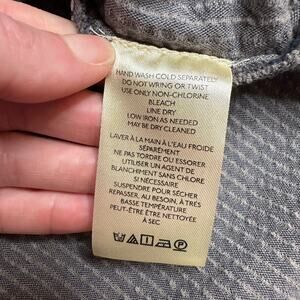 HAND WASH COLD SEPARATELY
DO NOT WRING OR TWIST
USE ONLY NON-CHLORINE
BLEACH
LINE DRY
LOW IRON AS NEEDED
MAY BE DRY CLEANED
LAVER À LA MAIN À L'EAU FROIDE
SÉPARÉMENT
NE PAS TORDRE OU ESSORER
UTILISER UN AGENT DE
BLANCHIMENT SANS CHLORE
SI NÉCESSAIRE
SUSPENDRE POUR SÉCHER
REPASSER, AU BESOIN, À TRÈS
BASSE TEMPÉRATURE
PEUT-ÊTRE ÊTRE NETTOYÉE
À SEC